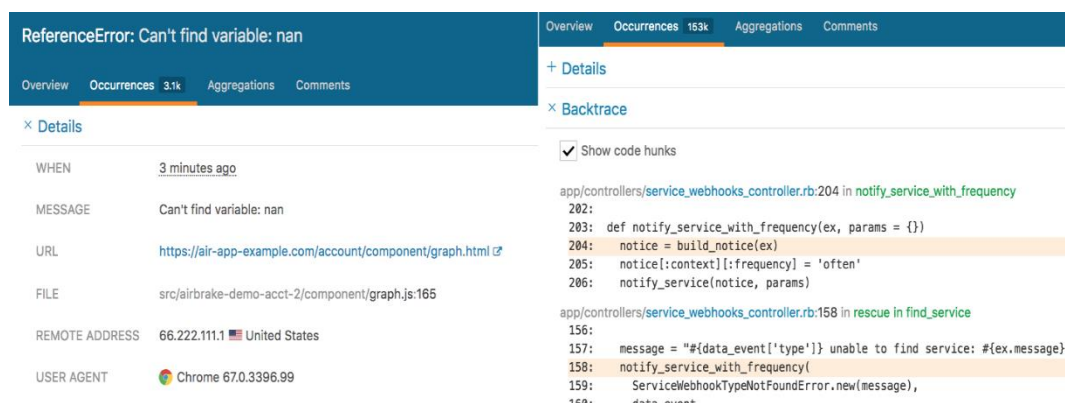 ReferenceError: Can't find variable: nan
Overview Occurrences 3.1k Aggregations Comments
× Details
WHEN 3 minutes ago
MESSAGE Can't find variable: nan
URL https://air-app-example.com/account/component/graph.html
FILE src/airbrake-demo-acct-2/component/graph.js:165
REMOTE ADDRESS 66.222.111.1 United States
USER AGENT Chrome 67.0.3396.99
Overview Occurrences 153k Aggregations Comments
+ Details
× Backtrace
Show code hunks
app/controllers/service_webhooks_controller.rb:204 in notify_service_with_frequency
202:
203: def notify_service_with_frequency(ex, params = {})
204: notice = build_notice(ex)
205: notice[:context][:frequency] = 'often'
206: notify_service(notice, params)
app/controllers/service_webhooks_controller.rb:158 in rescue in find_service
156:
157: message = "#{data_event['type']} unable to find service: #{ex.message}
158: notify_service_with_frequency(
159: ServiceWebhookTypeNotFoundError.new(message),
160: data_event